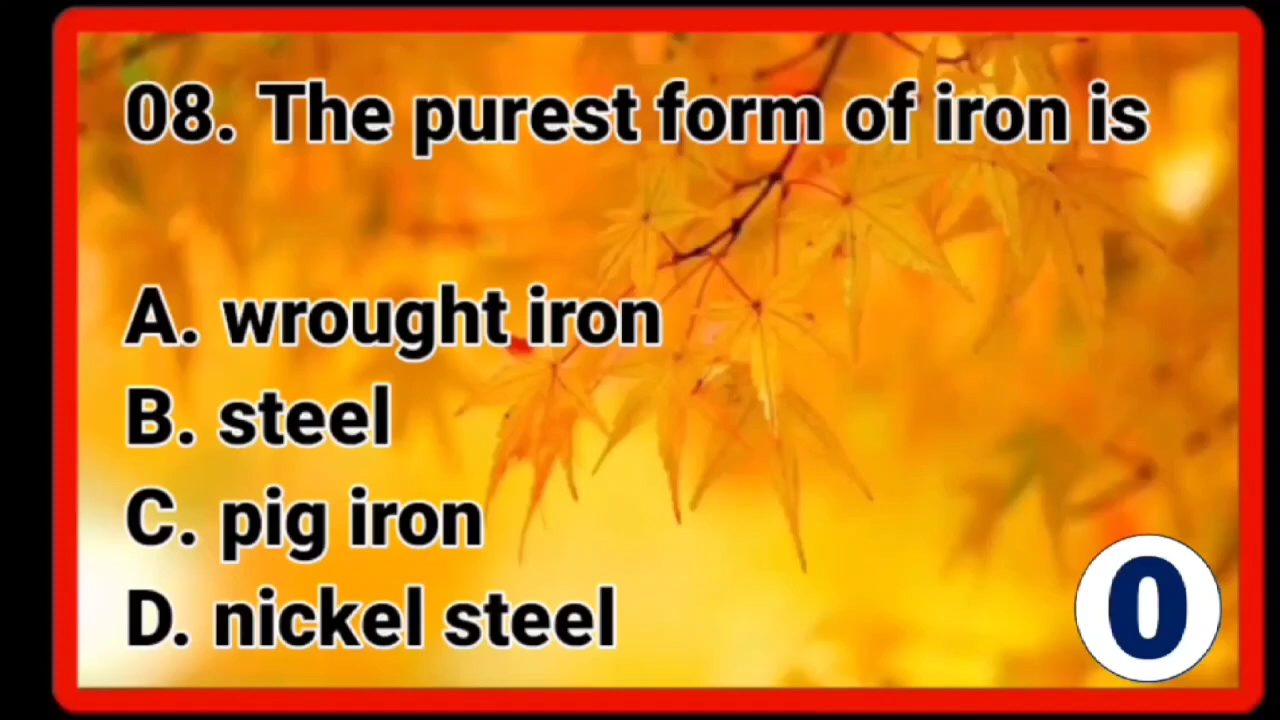 08. The purest form of iron is
A. wrought iron
B. steel
C. pig iron
D. nickel steel
0